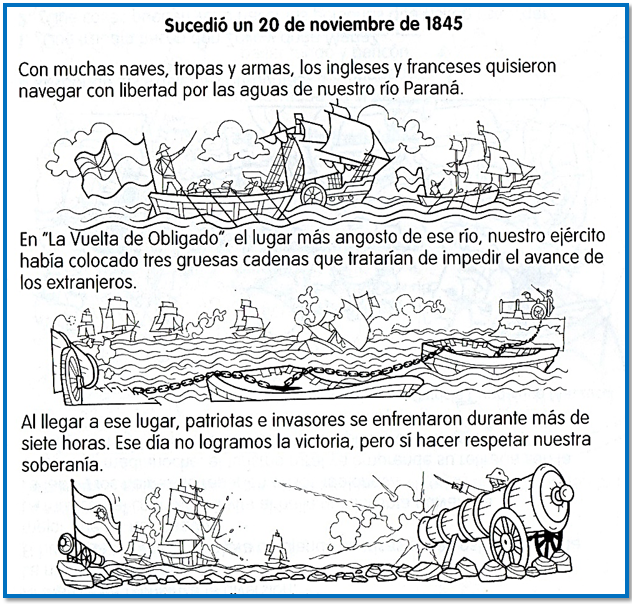 Sucedió un 20 de noviembre de 1845
Con muchas naves, tropas y armas, los ingleses y franceses quisieron
navegar con libertad por las aguas de nuestro río Paraná.
En "La Vuelta de Obligado", el lugar más angosto de ese río, nuestro ejército
había colocado tres gruesas cadenas que tratarían de impedir el avance de
los extranjeros.
Al llegar a ese lugar, patriotas e invasores se enfrentaron durante más de
siete horas. Ese día no logramos la victoria, pero sí hacer respetar nuestra
soberanía.